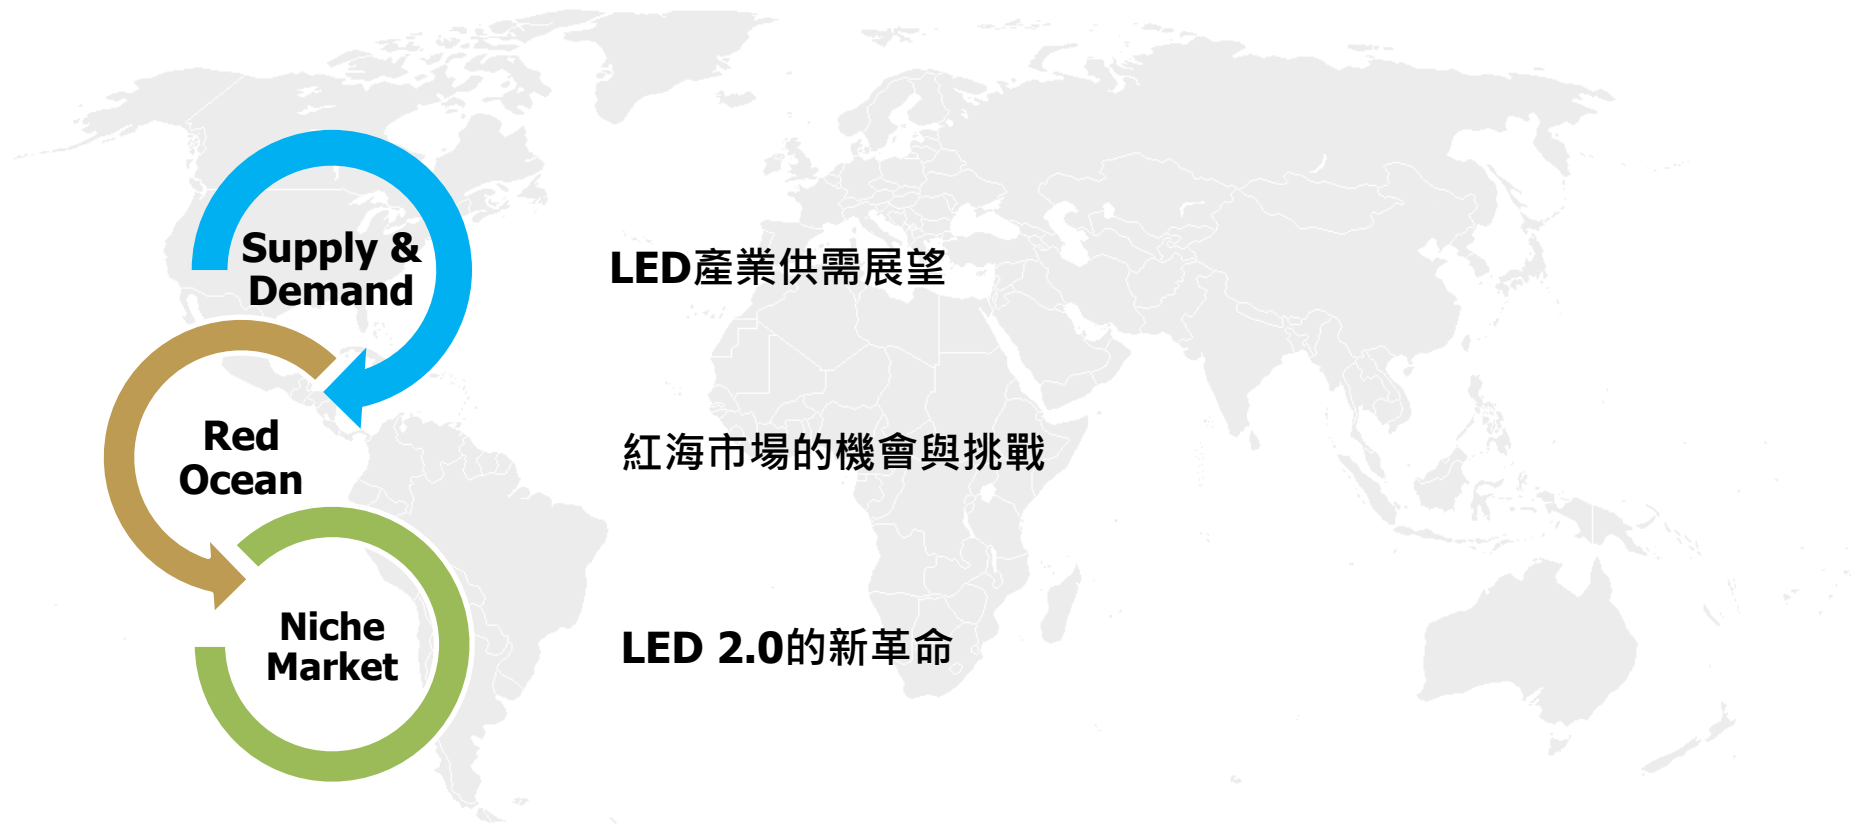 Supply &
Demand
LED產業供需展望
Red
Ocean
紅海市場的機會與挑戰
Niche
Market
LED 2.0的新革命